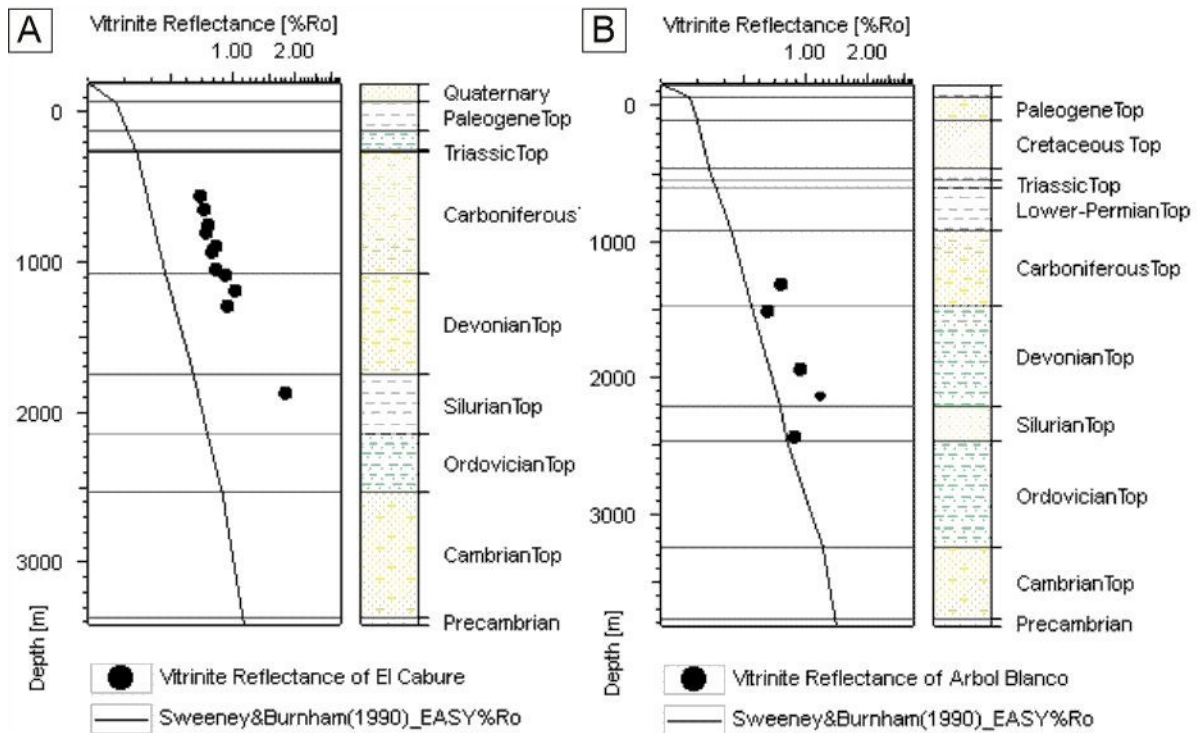 A
Vitrinite Reflectance [%Ro]
1.00 2.00
0
1000
2000
3000
Depth [m]
Quaternary
PaleogeneTop
TriassicTop
Carboniferous
DevonianTop
SilurianTop
OrdovicianTop
CambrianTop
Precambrian
Vitrinite Reflectance of El Cabure
Sweeney&Burnham(1990)_EASY%Ro
B
Vitrinite Reflectance [%Ro]
1.00 2.00
0
1000
2000
3000
Depth [m]
PaleogeneTop
Cretaceous Top
TriassicTop
Lower-PermianTop
CarboniferousTop
DevonianTop
SilurianTop
OrdovicianTop
CambrianTop
Precambrian
Vitrinite Reflectance of Arbol Blanco
Sweeney&Burnham(1990)_EASY%Ro